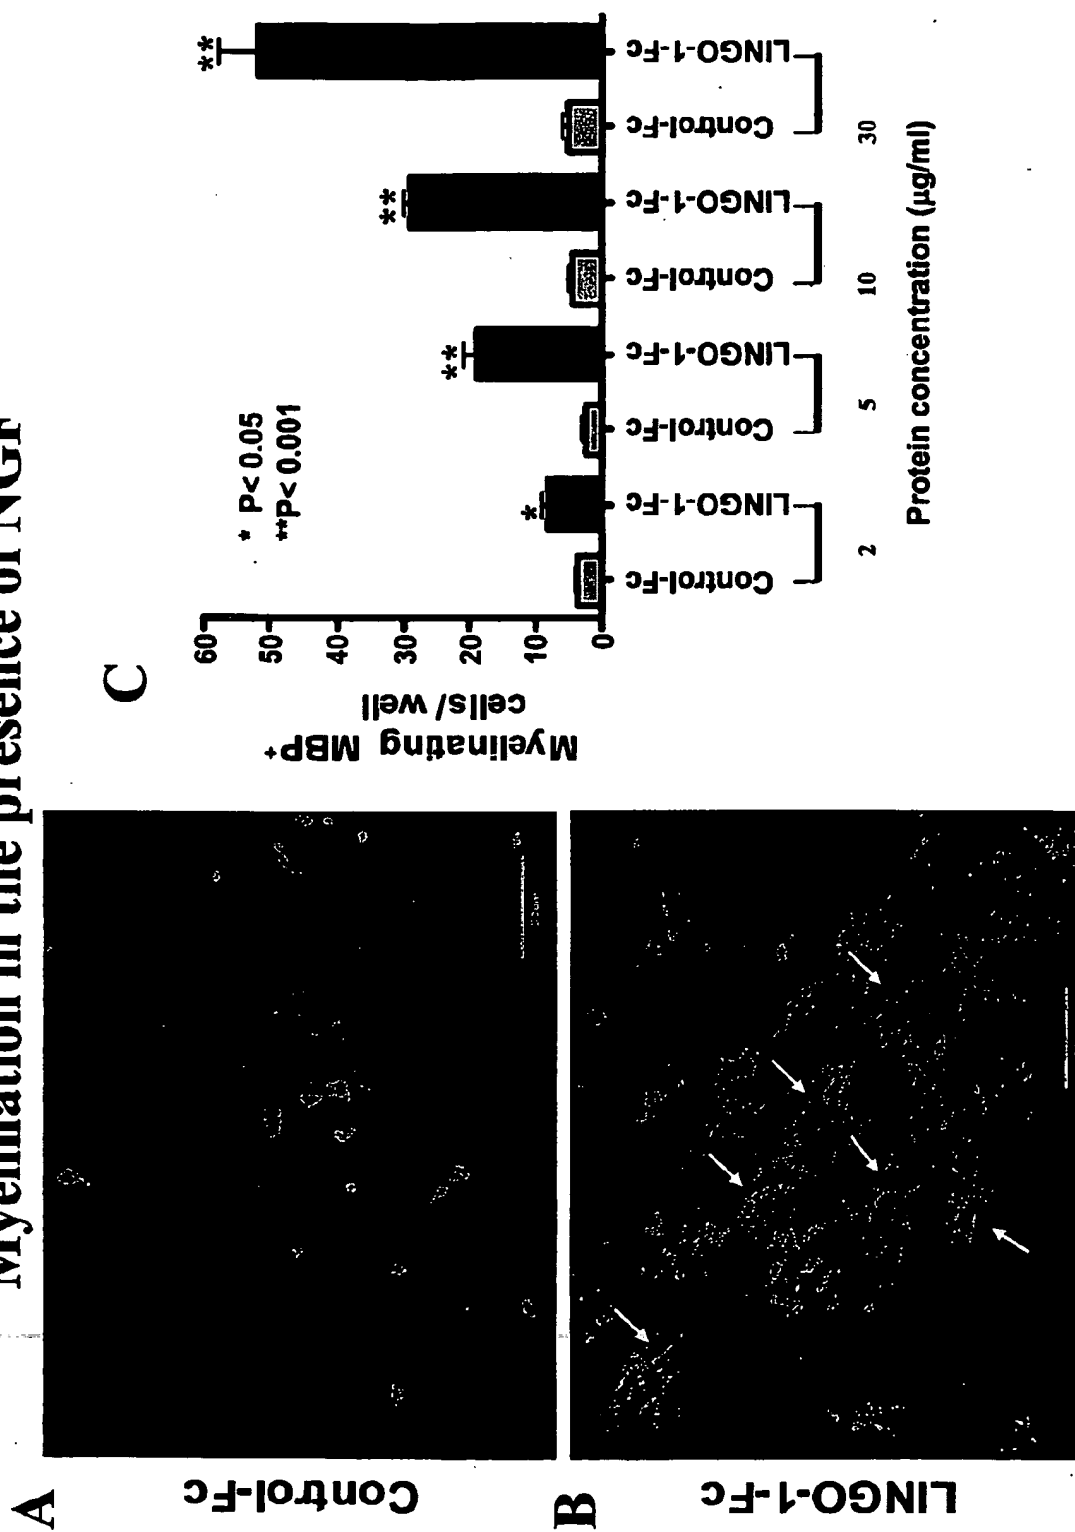 Myelination in the presence of NGF
A
Control-Fc
B
LINGO-1-Fc
C
Myelinating MBP⁺
cells/ well
60
50
40
30
20
10
0
* P< 0.05
**P< 0.001
*
**
**
**
Control-Fc
LINGO-1-Fc
Control-Fc
LINGO-1-Fc
Control-Fc
LINGO-1-Fc
Control-Fc
LINGO-1-Fc
2
5
10
30
Protein concentration (µg/ml)